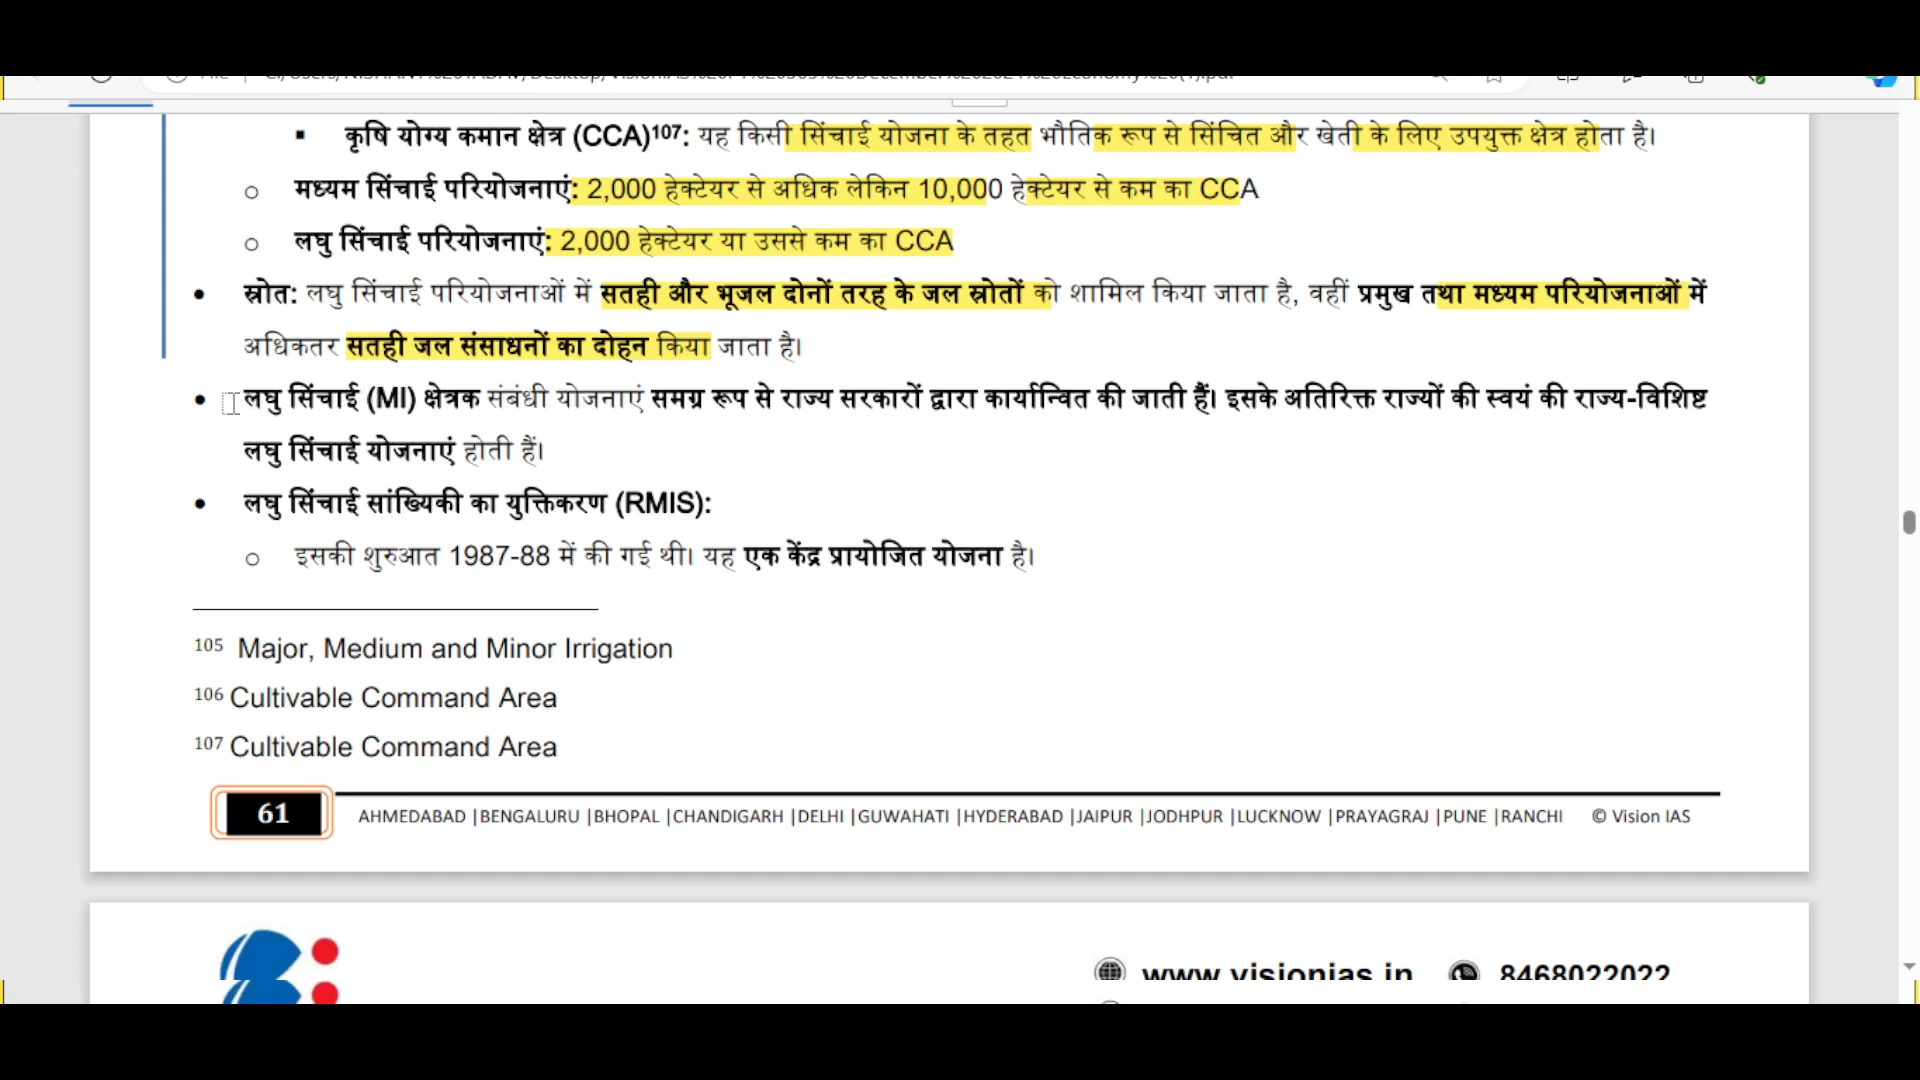 कृषि योग्य कमान क्षेत्र (CCA)107: यह किसी सिंचाई योजना के तहत भौतिक रूप से सिंचित और खेती के लिए उपयुक्त क्षेत्र होता है।
मध्यम सिंचाई परियोजनाएं: 2,000 हेक्टेयर से अधिक लेकिन 10,000 हेक्टेयर से कम का CCA
लघु सिंचाई परियोजनाएं: 2,000 हेक्टेयर या उससे कम का CCA
स्रोत: लघु सिंचाई परियोजनाओं में सतही और भूजल दोनों तरह के जल स्रोतों को शामिल किया जाता है, वहीं प्रमुख तथा मध्यम परियोजनाओं में
अधिकतर सतही जल संसाधनों का दोहन किया जाता है।
लघु सिंचाई (MI) क्षेत्रक संबंधी योजनाएं समग्र रूप से राज्य सरकारों द्वारा कार्यान्वित की जाती हैं। इसके अतिरिक्त राज्यों की स्वयं की राज्य-विशिष्ट
लघु सिंचाई योजनाएं होती हैं।
लघु सिंचाई सांख्यिकी का युक्तिकरण (RMIS):
इसकी शुरुआत 1987-88 में की गई थी। यह एक केंद्र प्रायोजित योजना है।
105 Major, Medium and Minor Irrigation
106 Cultivable Command Area
107 Cultivable Command Area
61 AHMEDABAD |BENGALURU |BHOPAL |CHANDIGARH |DELHI |GUWAHATI |HYDERABAD |JAIPUR |JODHPUR |LUCKNOW |PRAYAGRAJ |PUNE |RANCHI © Vision IAS
www.visionias.in 8468022022